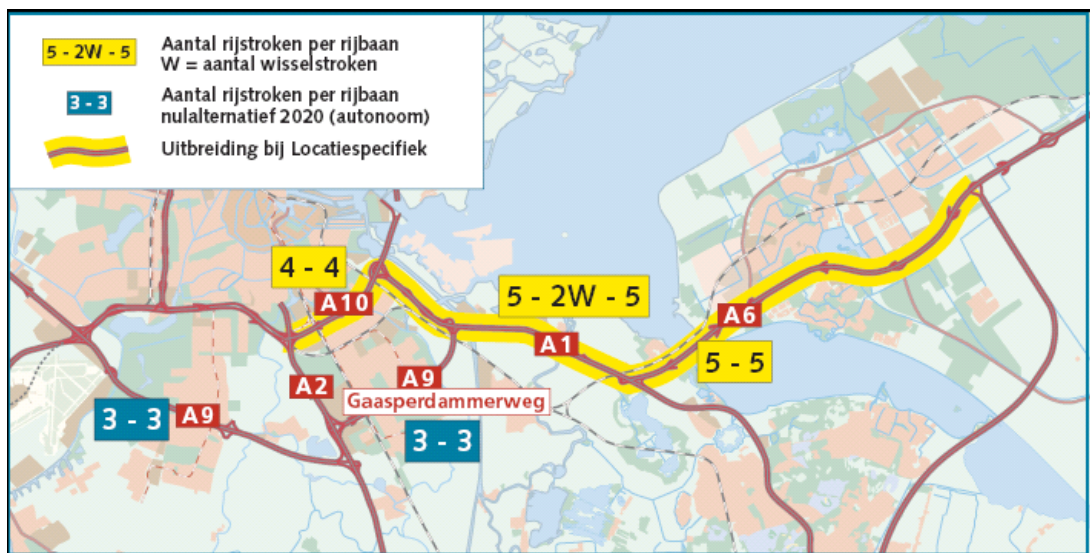 5 - 2W - 5
Aantal rijstroken per rijbaan
W = aantal wisselstroken
3 - 3
Aantal rijstroken per rijbaan
nulalternatief 2020 (autonoom)
Uitbreiding bij Locatiespecifiek
4 - 4
A10
5 - 2W - 5
A1
A6
5 - 5
A2
A9
Gaasperdammerweg
3 - 3
A9
3 - 3